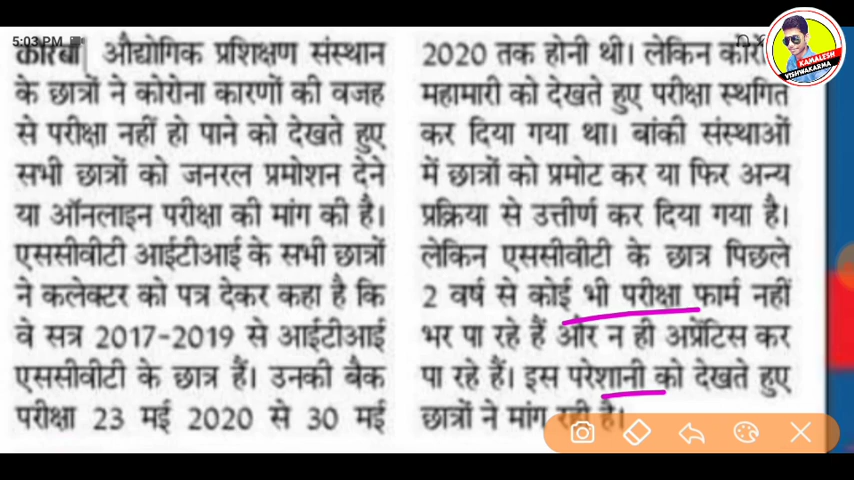 5:03 PM
कोरबा| औद्योगिक प्रशिक्षण संस्थान
के छात्रों ने कोरोना कारणों की वजह
से परीक्षा नहीं हो पाने को देखते हुए
सभी छात्रों को जनरल प्रमोशन देने
या ऑनलाइन परीक्षा की मांग की है।
एससीवीटी आईटीआई के सभी छात्रों
ने कलेक्टर को पत्र देकर कहा है कि
वे सत्र 2017-2019 से आईटीआई
एससीवीटी के छात्र हैं। उनकी बैक
परीक्षा 23 मई 2020 से 30 मई
2020 तक होनी थी। लेकिन
महामारी को देखते हुए परीक्षा स्थगित
कर दिया गया था। बांकी संस्थाओं
में छात्रों को प्रमोट कर या फिर अन्य
प्रक्रिया से उत्तीर्ण कर दिया गया है।
लेकिन एससीवीटी के छात्र पिछले
2 वर्ष से कोई भी परीक्षा फार्म नहीं
भर पा रहे हैं और न ही अप्रेंटिस कर
पा रहे हैं। इस परेशानी को देखते हुए
छात्रों ने मांग रही है।
KAMALESH
VISHWAKARMA